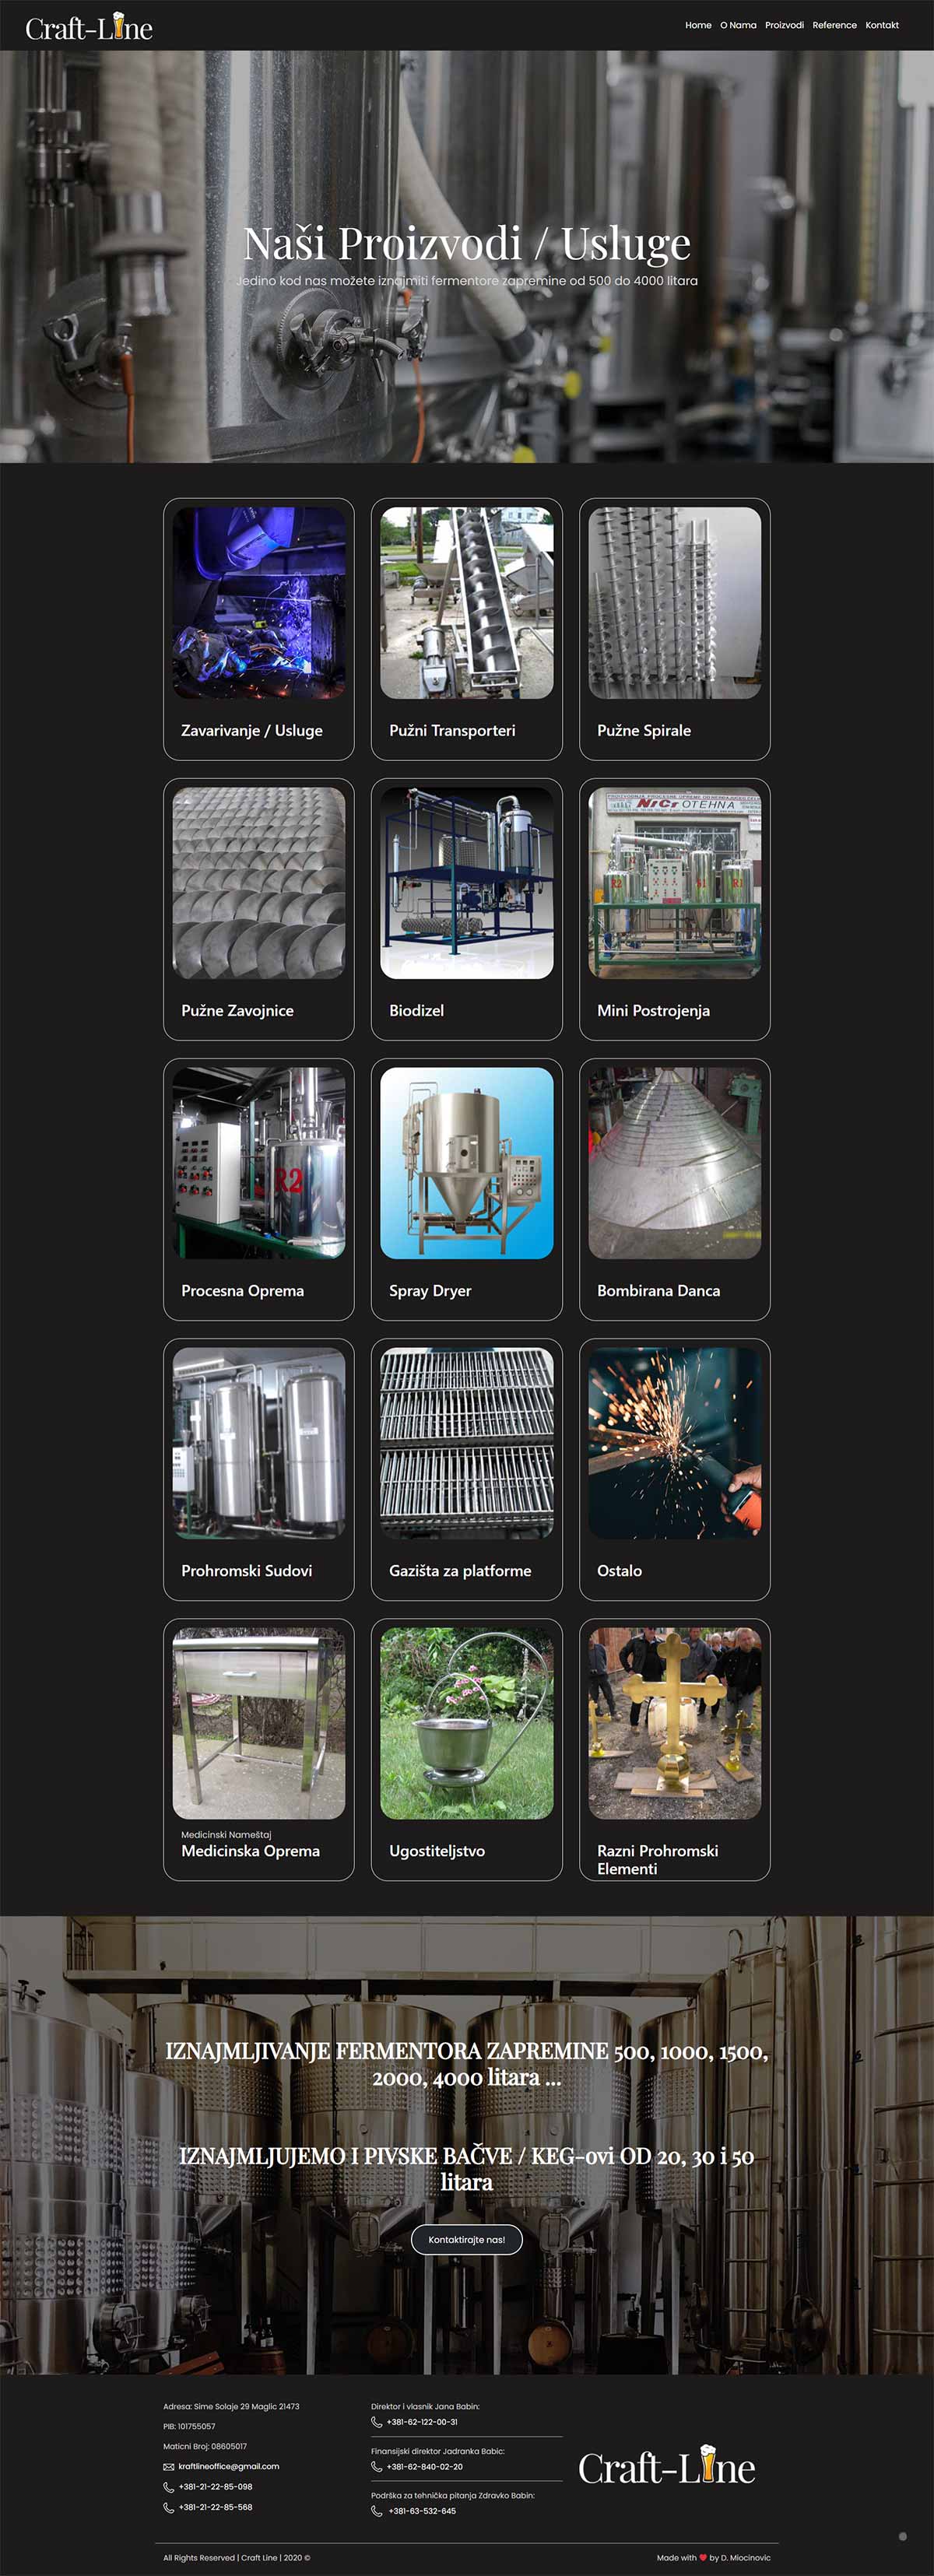 Craft-Line
Home O Nama Proizvodi Reference Kontakt
Naši Proizvodi / Usluge
Jedino kod nas možete iznajmiti fermentore zapremine od 500 do 4000 litara
Zavarivanje / Usluge
Pužni Transporteri
Pužne Spirale
NrCr OTEHNA
R2
S1
R1
Pužne Zavojnice
Biodizel
Mini Postrojenja
R2
Procesna Oprema
Spray Dryer
Bombirana Danca
Prohromski Sudovi
Gazišta za platforme
Ostalo
Medicinski Nameštaj
Medicinska Oprema
Ugostiteljstvo
Razni Prohromski
Elementi
IZNAJMLJIVANJE FERMENTORA ZAPREMINE 500, 1000, 1500,
2000, 4000 litara ...
IZNAJMLJUJEMO I PIVSKE BAČVE / KEG-ovi OD 20, 30 i 50
litara
Kontaktirajte nas!
Adresa: Sime Solaje 29 Maglic 21473
PIB: 101755057
Maticni Broj: 08605017
kraftlineoffice@gmail.com
+381-21-22-85-098
+381-21-22-85-568
Direktor i vlasnik Jana Babin:
+381-62-122-00-31
Finansijski direktor Jadranka Babic:
+381-62-840-02-20
Podrška za tehnička pitanja Zdravko Babin:
+381-63-532-645
Craft-Line
All Rights Reserved | Craft Line | 2020 ©
Made with ❤ by D. Miocinovic